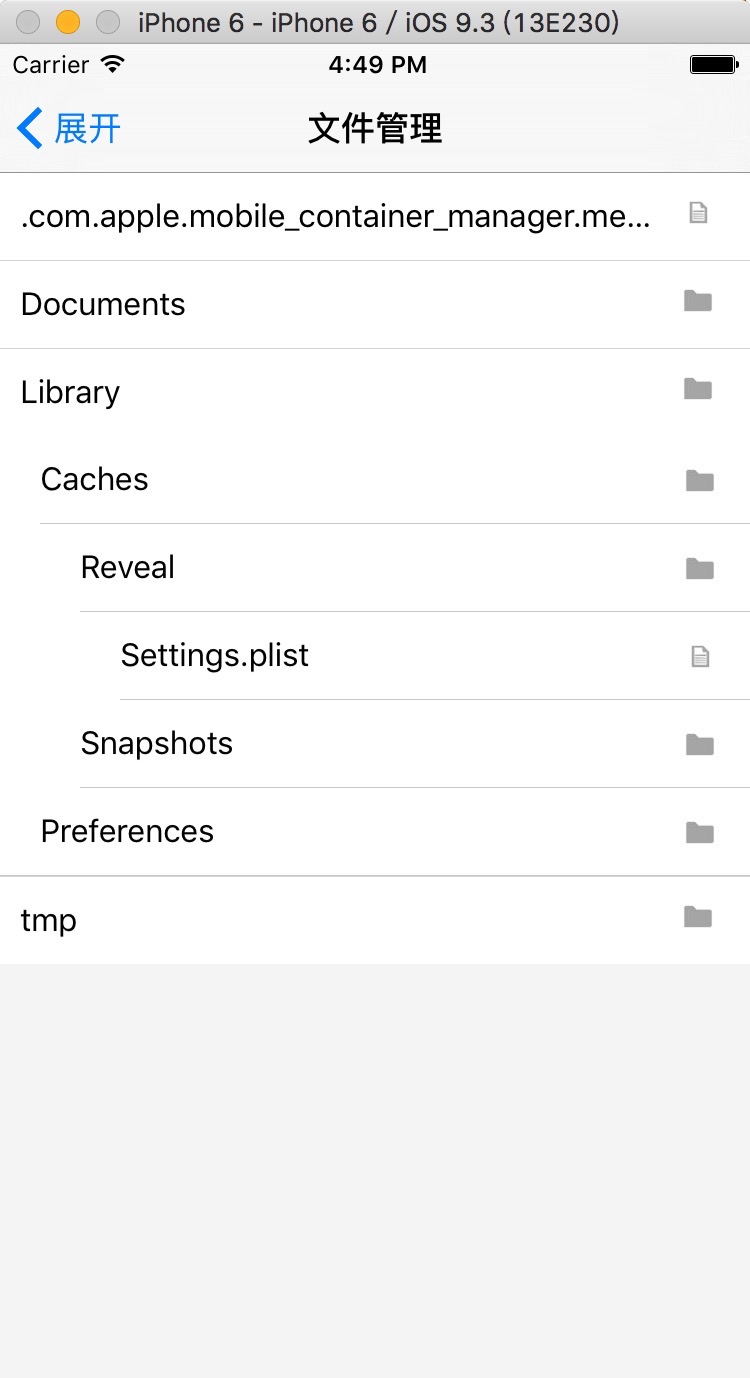 iPhone 6 - iPhone 6 / iOS 9.3 (13E230)
Carrier 4:49 PM
展开 文件管理
.com.apple.mobile_container_manager.me...
Documents
Library
Caches
Reveal
Settings.plist
Snapshots
Preferences
tmp